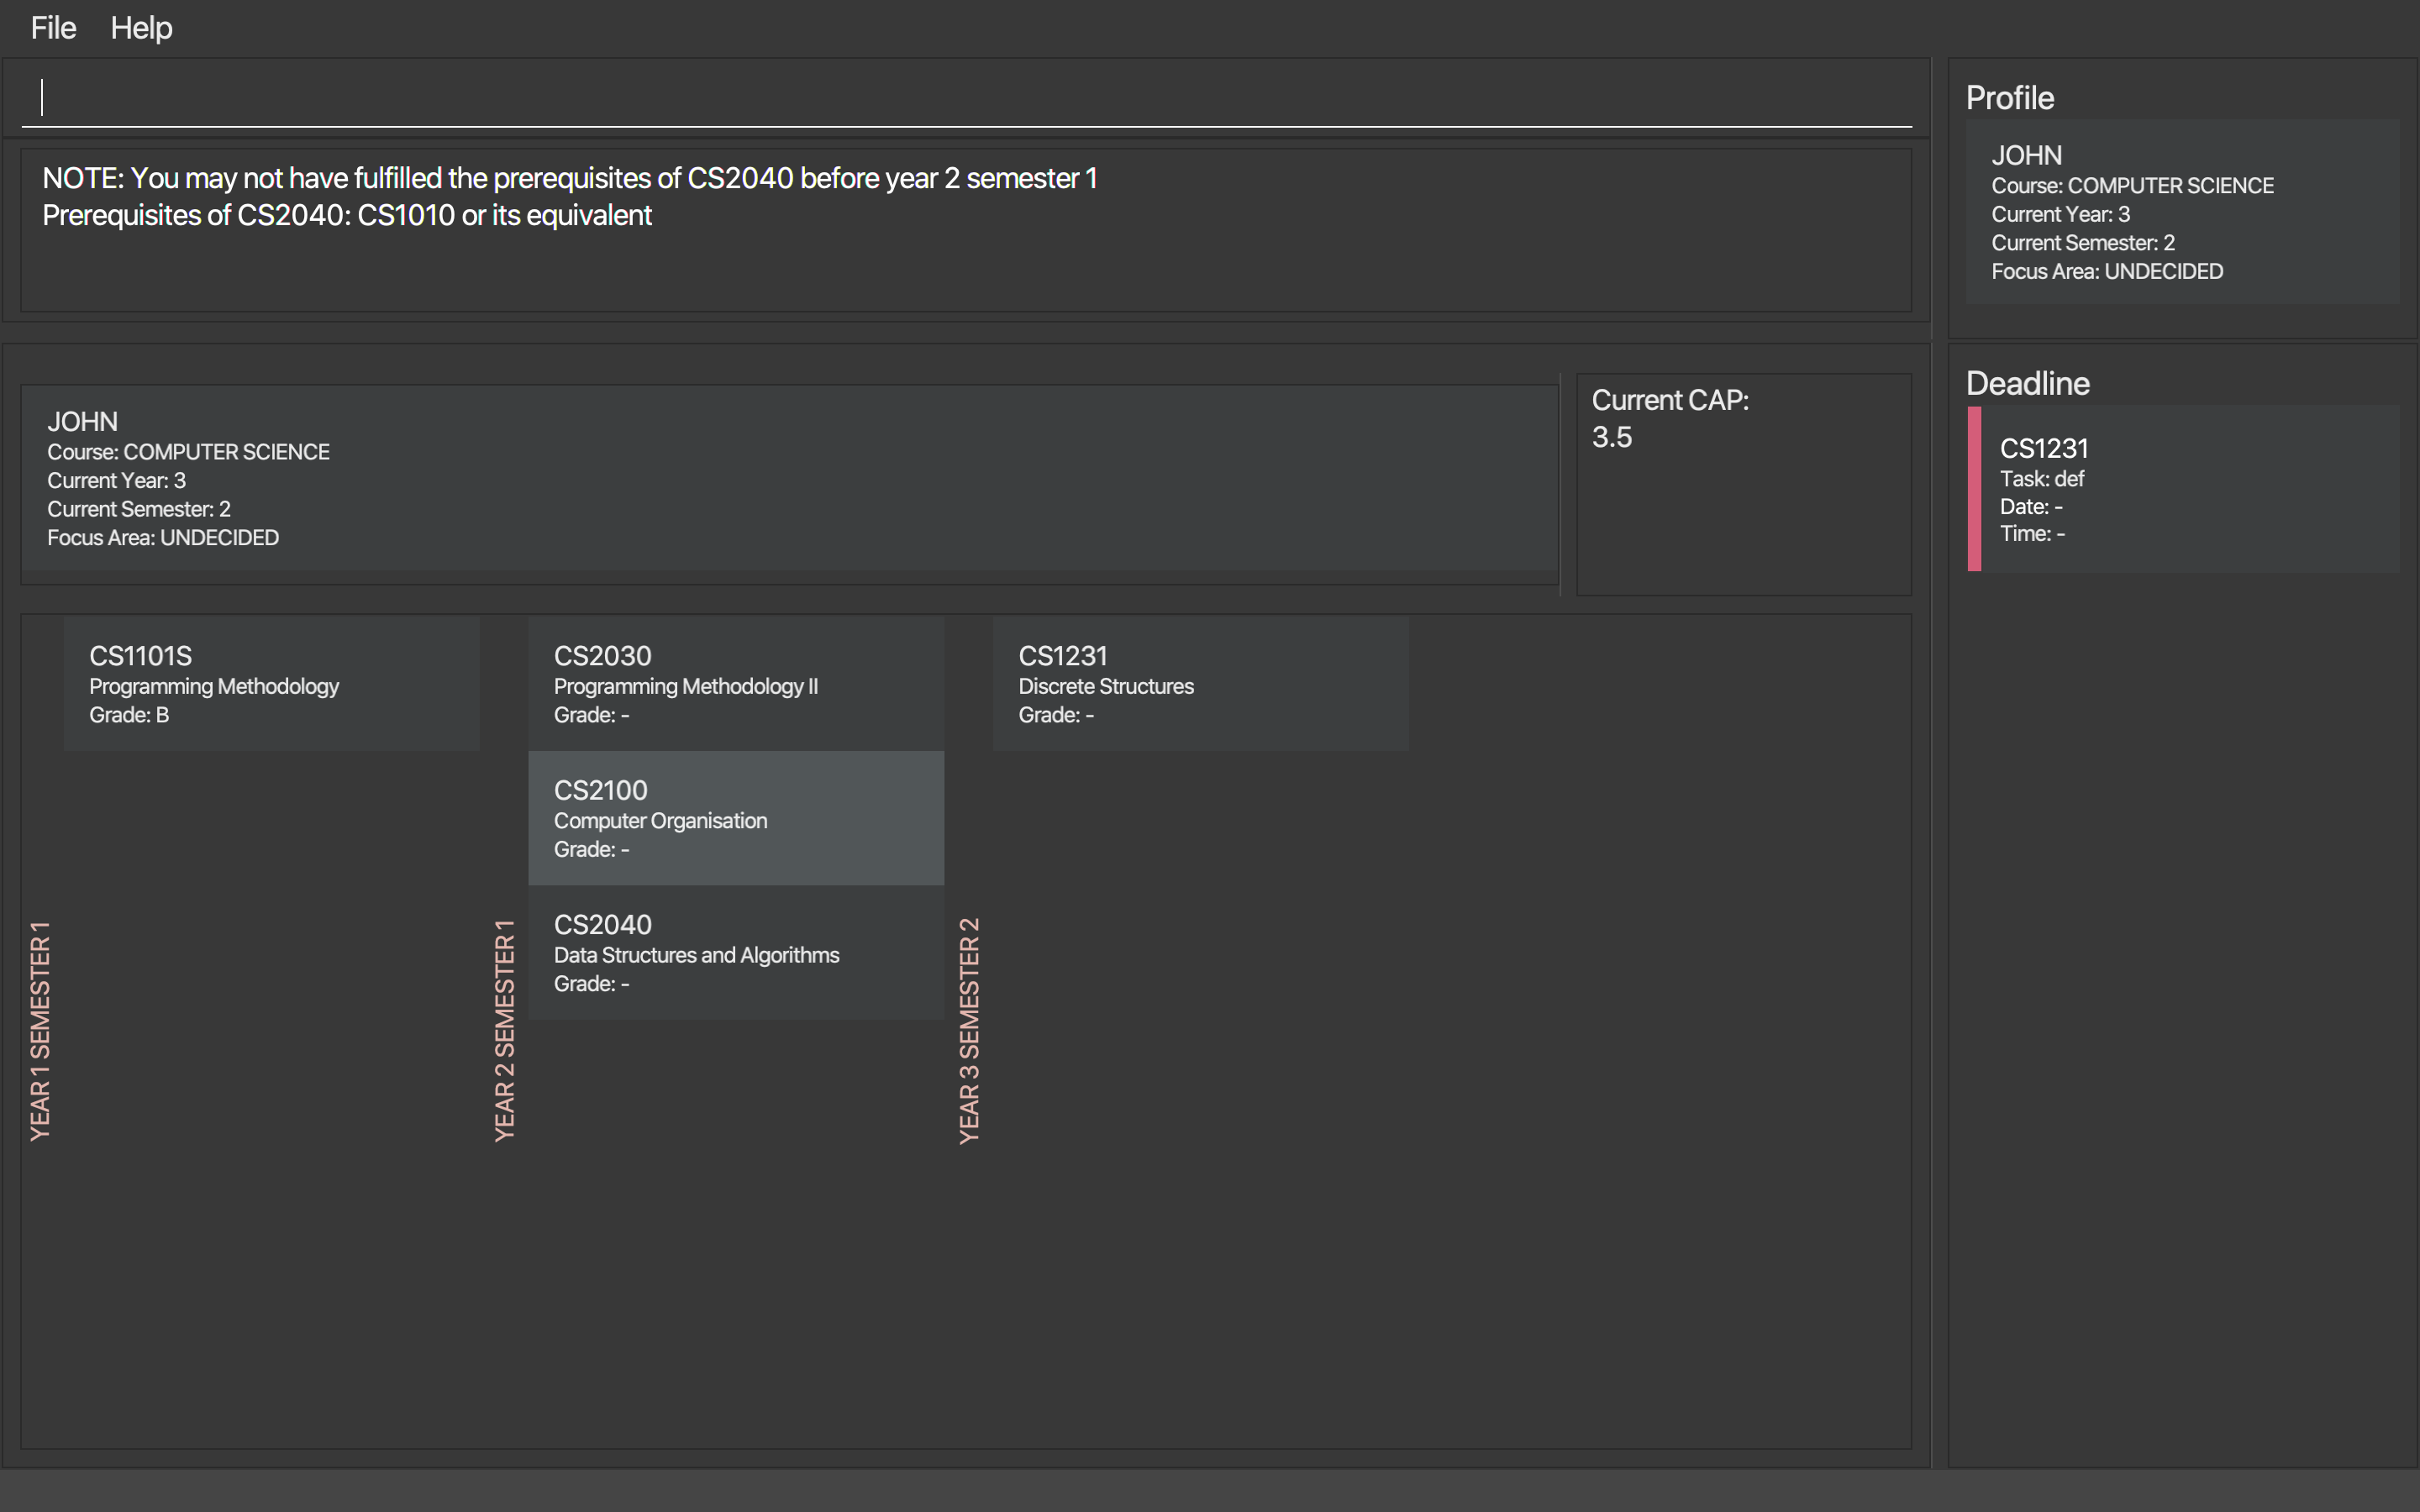 File Help
NOTE: You may not have fulfilled the prerequisites of CS2040 before year 2 semester 1
Prerequisites of CS2040: CS1010 or its equivalent
JOHN
Course: COMPUTER SCIENCE
Current Year: 3
Current Semester: 2
Focus Area: UNDECIDED
Current CAP:
3.5
YEAR 1 SEMESTER 1
CS1101S
Programming Methodology
Grade: B
YEAR 2 SEMESTER 1
CS2030
Programming Methodology II
Grade: -
CS2100
Computer Organisation
Grade: -
CS2040
Data Structures and Algorithms
Grade: -
YEAR 3 SEMESTER 2
CS1231
Discrete Structures
Grade: -
Profile
JOHN
Course: COMPUTER SCIENCE
Current Year: 3
Current Semester: 2
Focus Area: UNDECIDED
Deadline
CS1231
Task: def
Date: -
Time: -